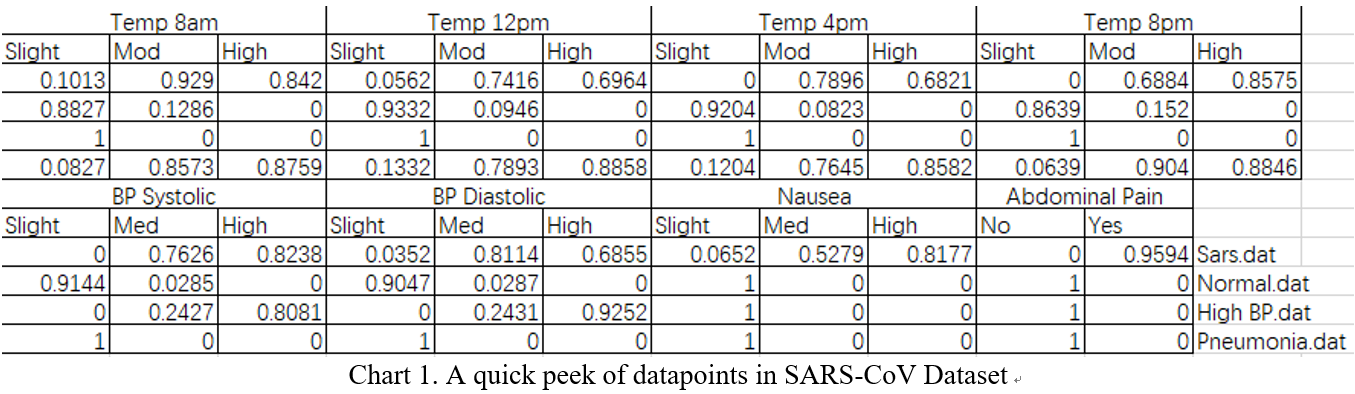 Temp 8am Temp 12pm Temp 4pm Temp 8pm
Slight Mod High Slight Mod High Slight Mod High Slight Mod High
0.1013 0.929 0.842 0.0562 0.7416 0.6964 0 0.7896 0.6821 0 0.6884 0.8575
0.8827 0.1286 0 0.9332 0.0946 0 0.9204 0.0823 0 0.8639 0.152 0
1 0 0 1 0 0 1 0 0 1 0 0
0.0827 0.8573 0.8759 0.1332 0.7893 0.8858 0.1204 0.7645 0.8582 0.0639 0.904 0.8846
BP Systolic BP Diastolic Nausea Abdominal Pain
Slight Med High Slight Med High Slight Med High No Yes
0 0.7626 0.8238 0.0352 0.8114 0.6855 0.0652 0.5279 0.8177 0 0.9594 Sars.dat
0.9144 0.0285 0 0.9047 0.0287 0 1 0 0 1 0 Normal.dat
0 0.2427 0.8081 0 0.2431 0.9252 1 0 0 1 0 High BP.dat
1 0 0 1 0 0 1 0 0 1 0 Pneumonia.dat
Chart 1. A quick peek of datapoints in SARS-CoV Dataset